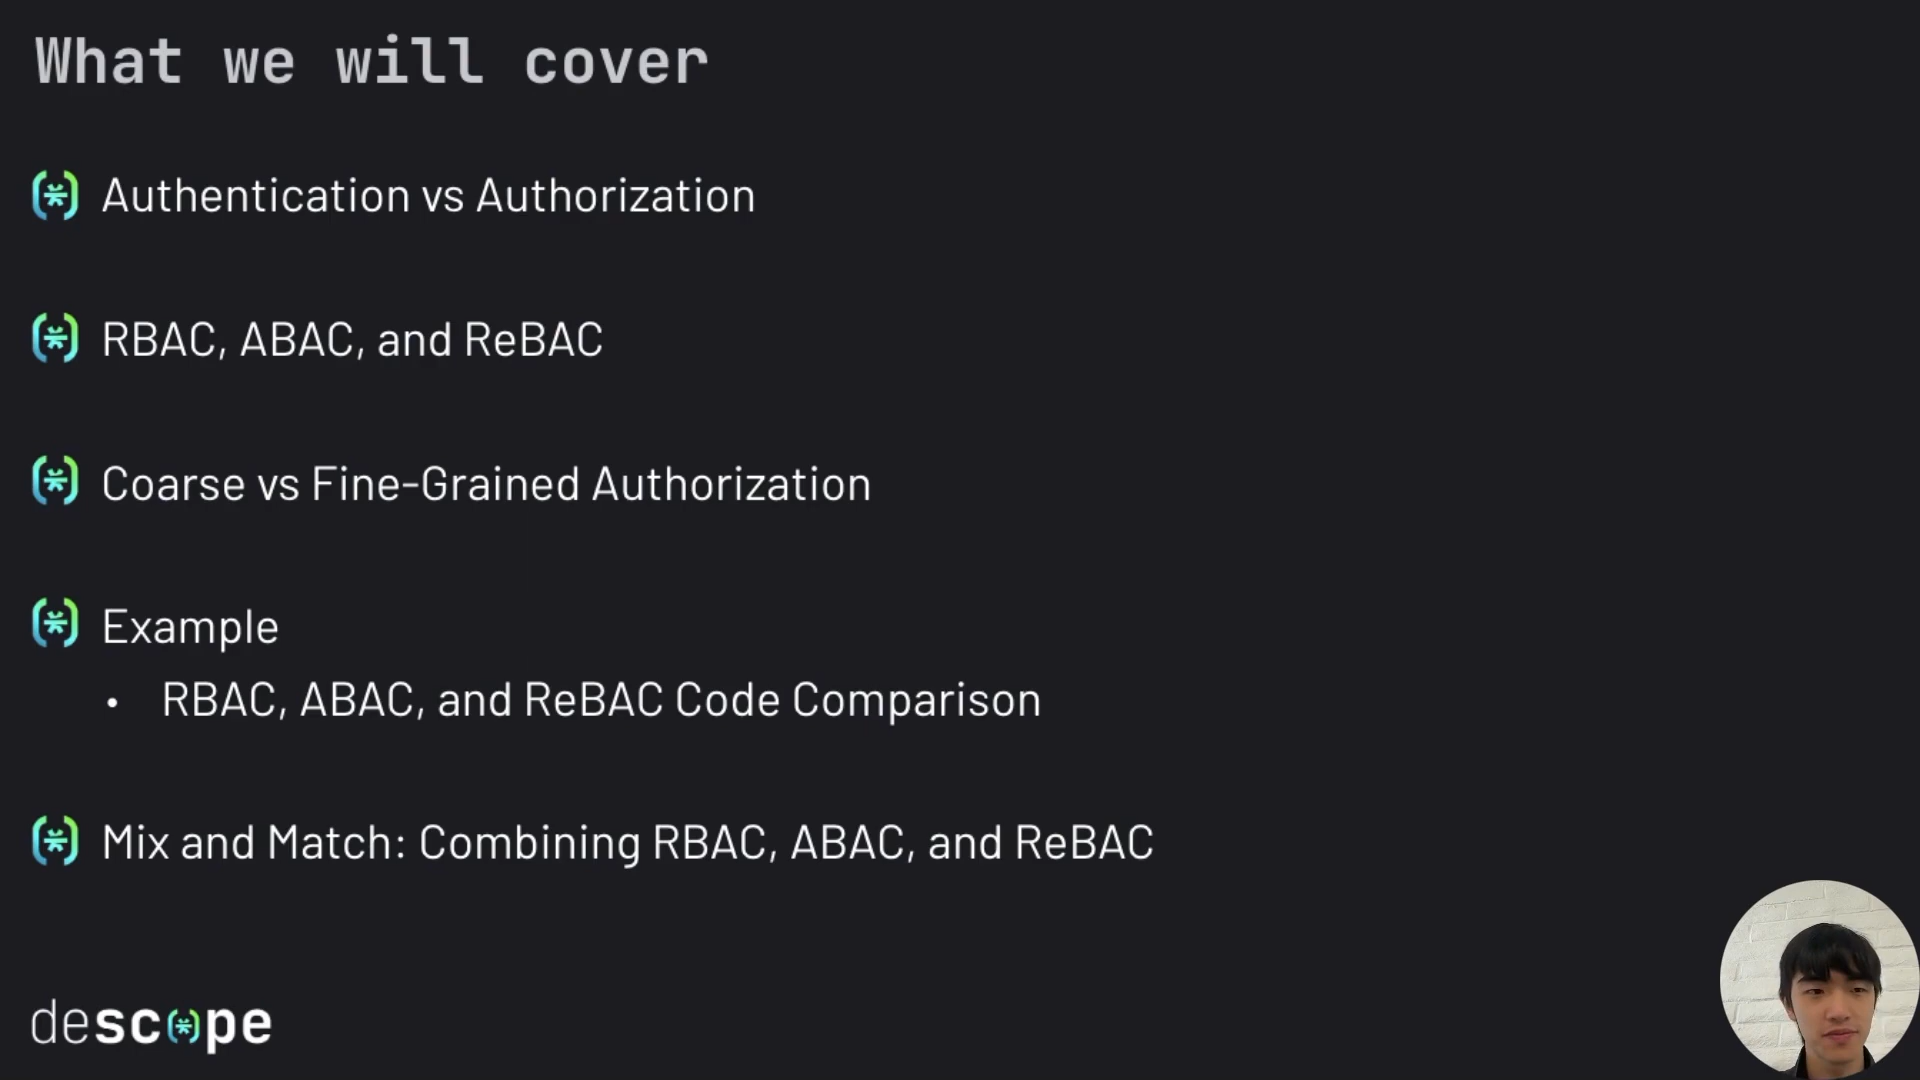 What we will cover
Authentication vs Authorization
RBAC, ABAC, and ReBAC
Coarse vs Fine-Grained Authorization
Example
• RBAC, ABAC, and ReBAC Code Comparison
Mix and Match: Combining RBAC, ABAC, and ReBAC
descope